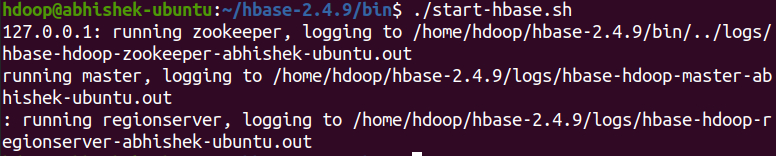 hdoop@abhishek-ubuntu:~/hbase-2.4.9/bin$ ./start-hbase.sh
127.0.0.1: running zookeeper, logging to /home/hdoop/hbase-2.4.9/bin/../logs/
hbase-hdoop-zookeeper-abhishek-ubuntu.out
running master, logging to /home/hdoop/hbase-2.4.9/logs/hbase-hdoop-master-ab
hishek-ubuntu.out
: running regionserver, logging to /home/hdoop/hbase-2.4.9/logs/hbase-hdoop-r
egionserver-abhishek-ubuntu.out